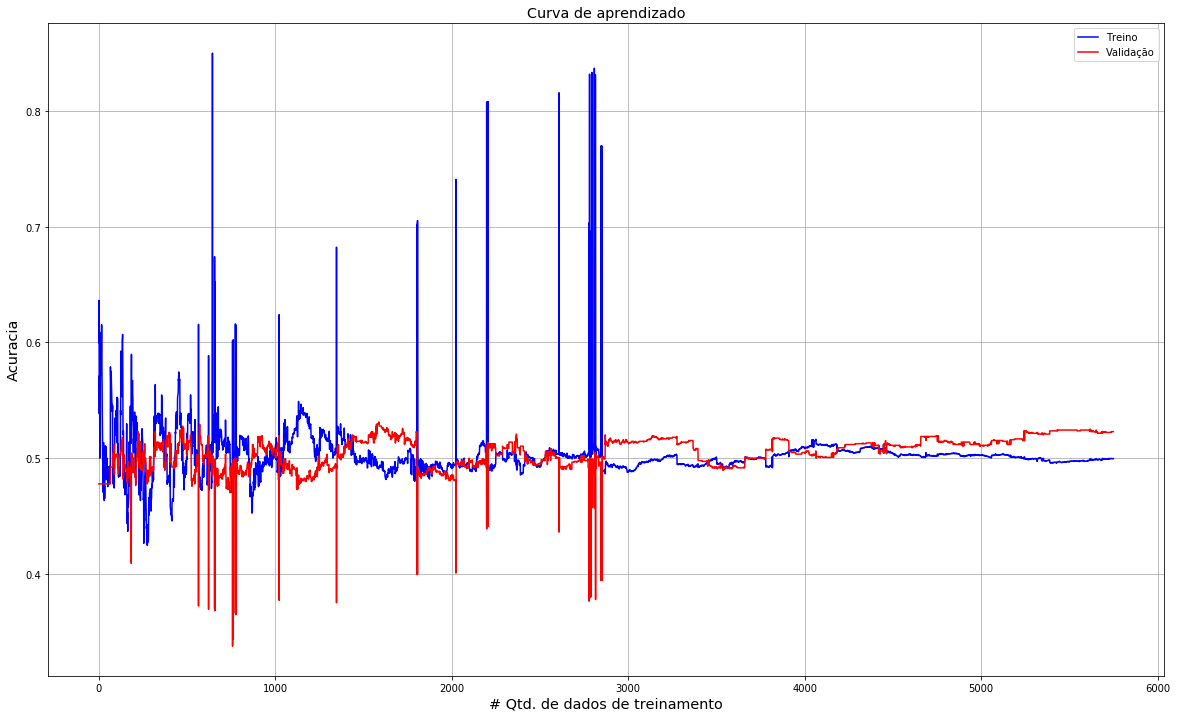 Curva de aprendizado
Treino
Validação
Acuracia
0.8
0.7
0.6
0.5
0.4
0
1000
2000
3000
4000
5000
6000
# Qtd. de dados de treinamento